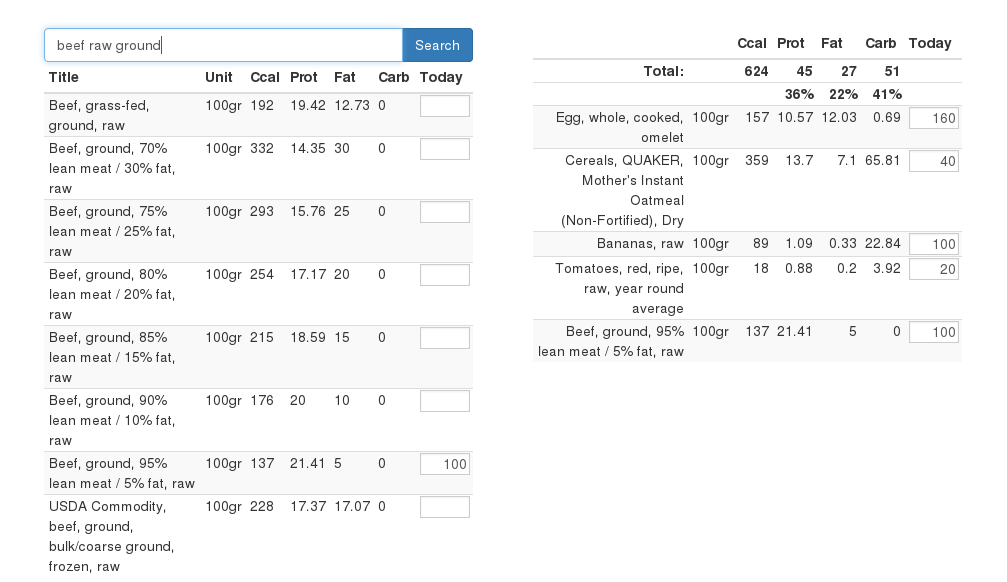 beef raw ground Search
Title Unit Ccal Prot Fat Carb Today
Beef, grass-fed, 100gr 192 19.42 12.73 0
ground, raw
Beef, ground, 70% 100gr 332 14.35 30 0
lean meat / 30% fat,
raw
Beef, ground, 75% 100gr 293 15.76 25 0
lean meat / 25% fat,
raw
Beef, ground, 80% 100gr 254 17.17 20 0
lean meat / 20% fat,
raw
Beef, ground, 85% 100gr 215 18.59 15 0
lean meat / 15% fat,
raw
Beef, ground, 90% 100gr 176 20 10 0
lean meat / 10% fat,
raw
Beef, ground, 95% 100gr 137 21.41 5 0 100
lean meat / 5% fat, raw
USDA Commodity, 100gr 228 17.37 17.07 0
beef, ground,
bulk/coarse ground,
frozen, raw
Ccal Prot Fat Carb Today
Total: 624 45 27 51
36% 22% 41%
Egg, whole, cooked, 100gr 157 10.57 12.03 0.69 160
omelet
Cereals, QUAKER, 100gr 359 13.7 7.1 65.81 40
Mother's Instant
Oatmeal
(Non-Fortified), Dry
Bananas, raw 100gr 89 1.09 0.33 22.84 100
Tomatoes, red, ripe, 100gr 18 0.88 0.2 3.92 20
raw, year round
average
Beef, ground, 95% 100gr 137 21.41 5 0 100
lean meat / 5% fat, raw